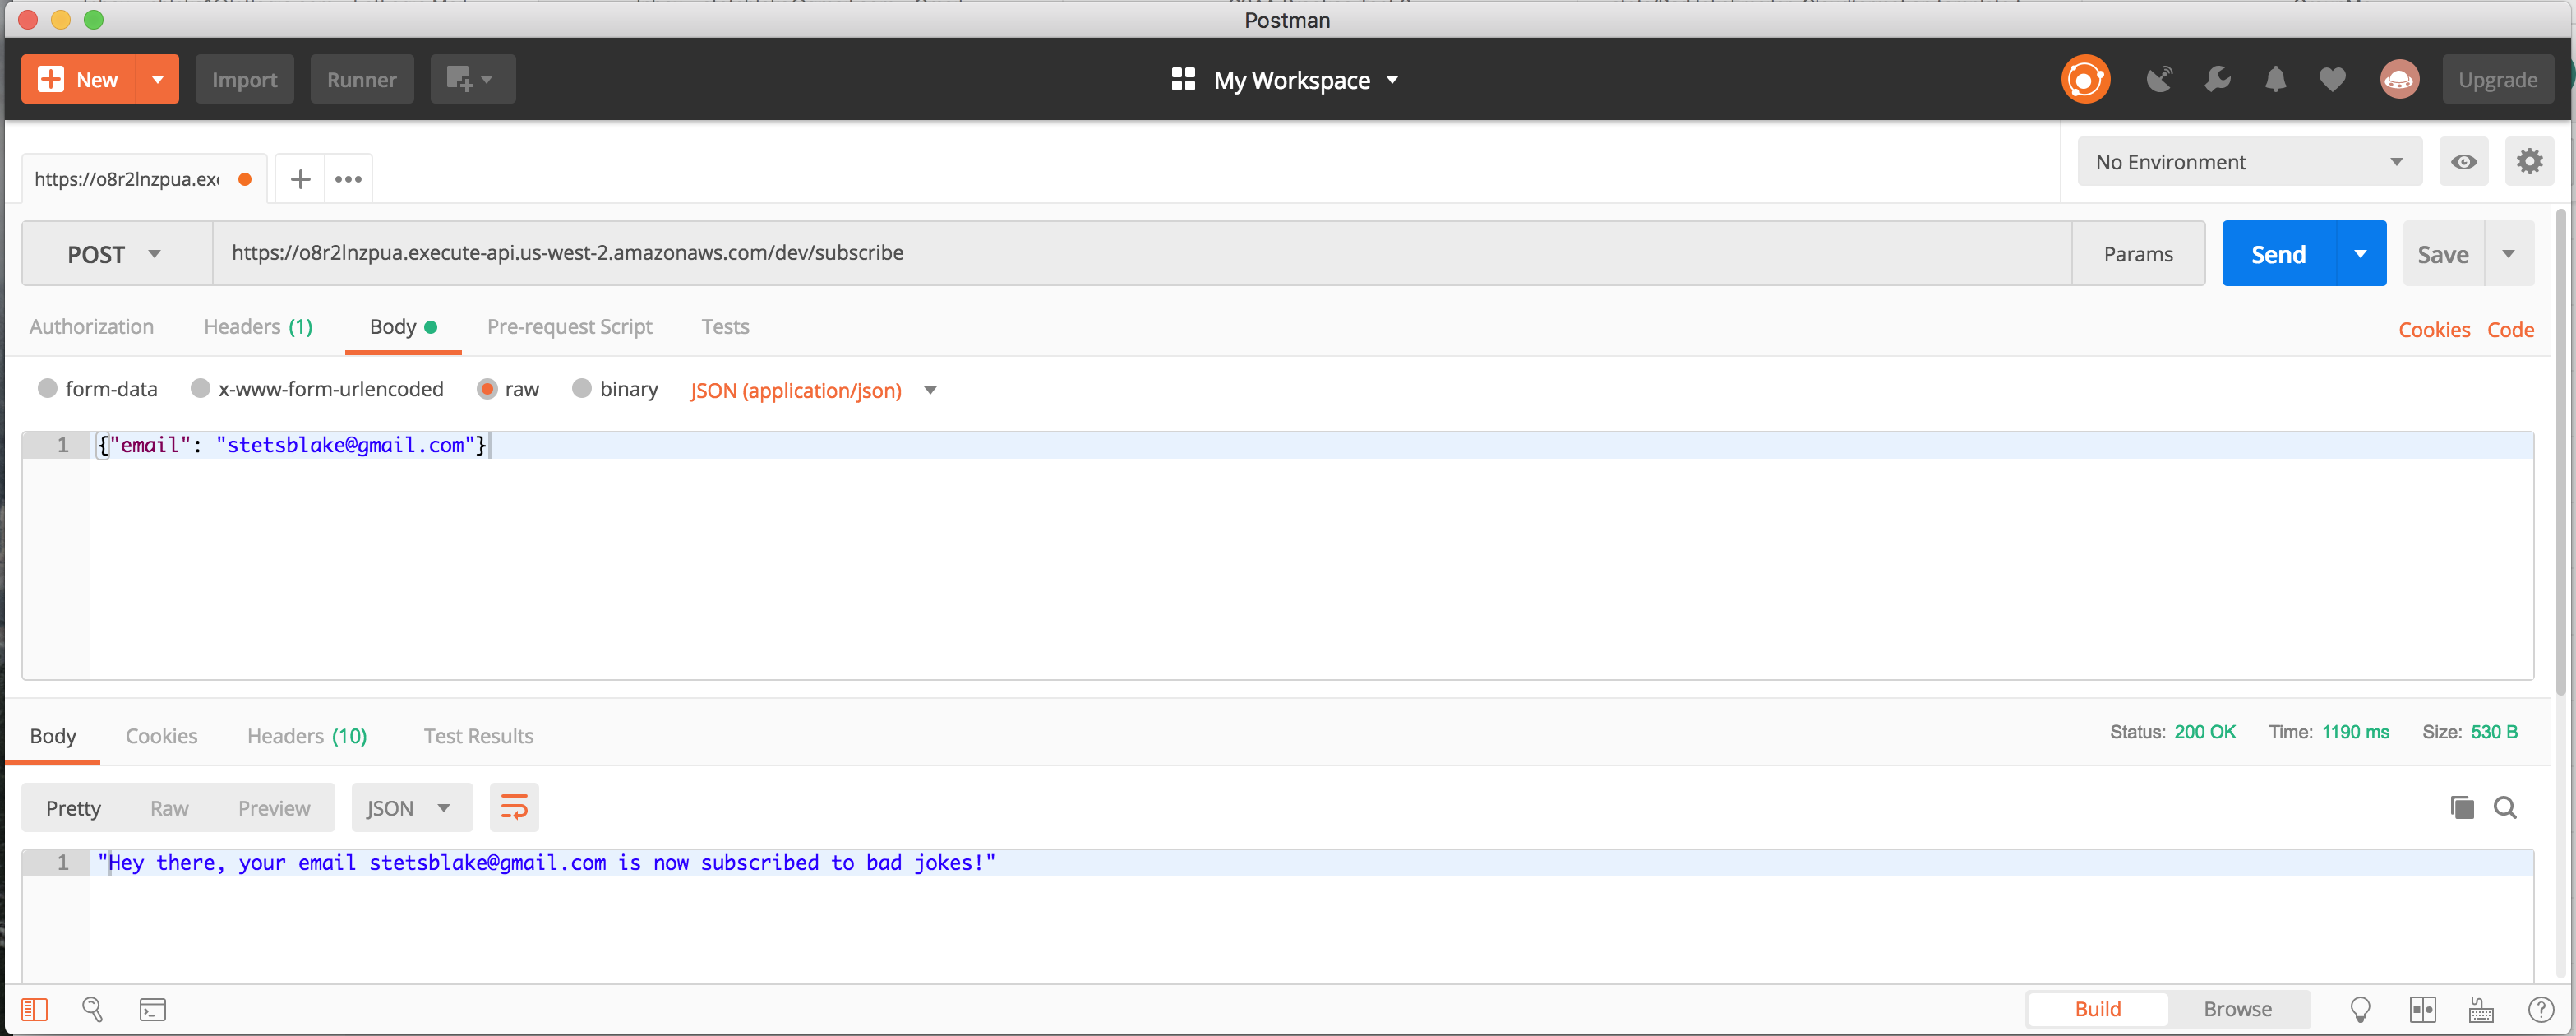 Postman
New
Import
Runner
My Workspace
Upgrade
https://o8r2lnzpua.exe
No Environment
POST
https://o8r2lnzpua.execute-api.us-west-2.amazonaws.com/dev/subscribe
Params
Send
Save
Authorization
Headers (1)
Body
Pre-request Script
Tests
Cookies
Code
form-data
x-www-form-urlencoded
raw
binary
JSON (application/json)
1
{"email": "stetsblake@gmail.com"}
Body
Cookies
Headers (10)
Test Results
Status: 200 OK
Time: 1190 ms
Size: 530 B
Pretty
Raw
Preview
JSON
1
"Hey there, your email stetsblake@gmail.com is now subscribed to bad jokes!"
Build
Browse